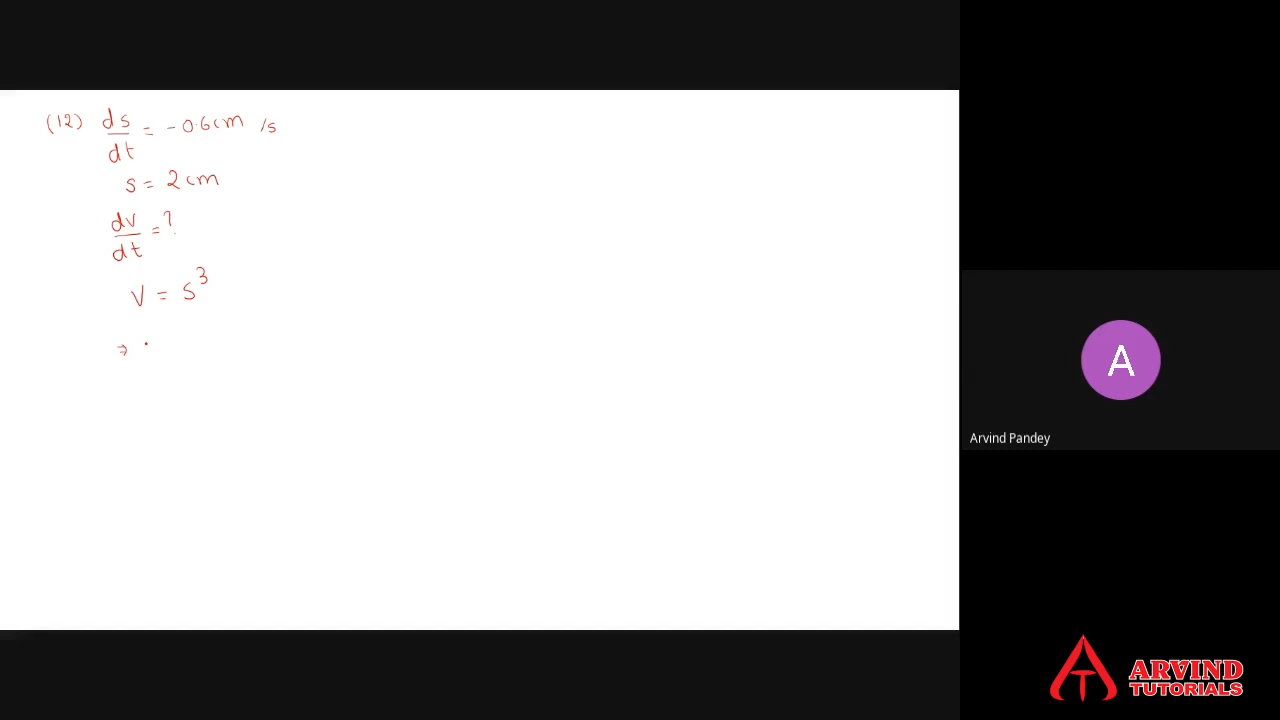 (12) ds/dt = -0.6cm /s
s = 2cm
dv/dt = ?
V = s³
⇒
A
Arvind Pandey
ARVIND
TUTORIALS